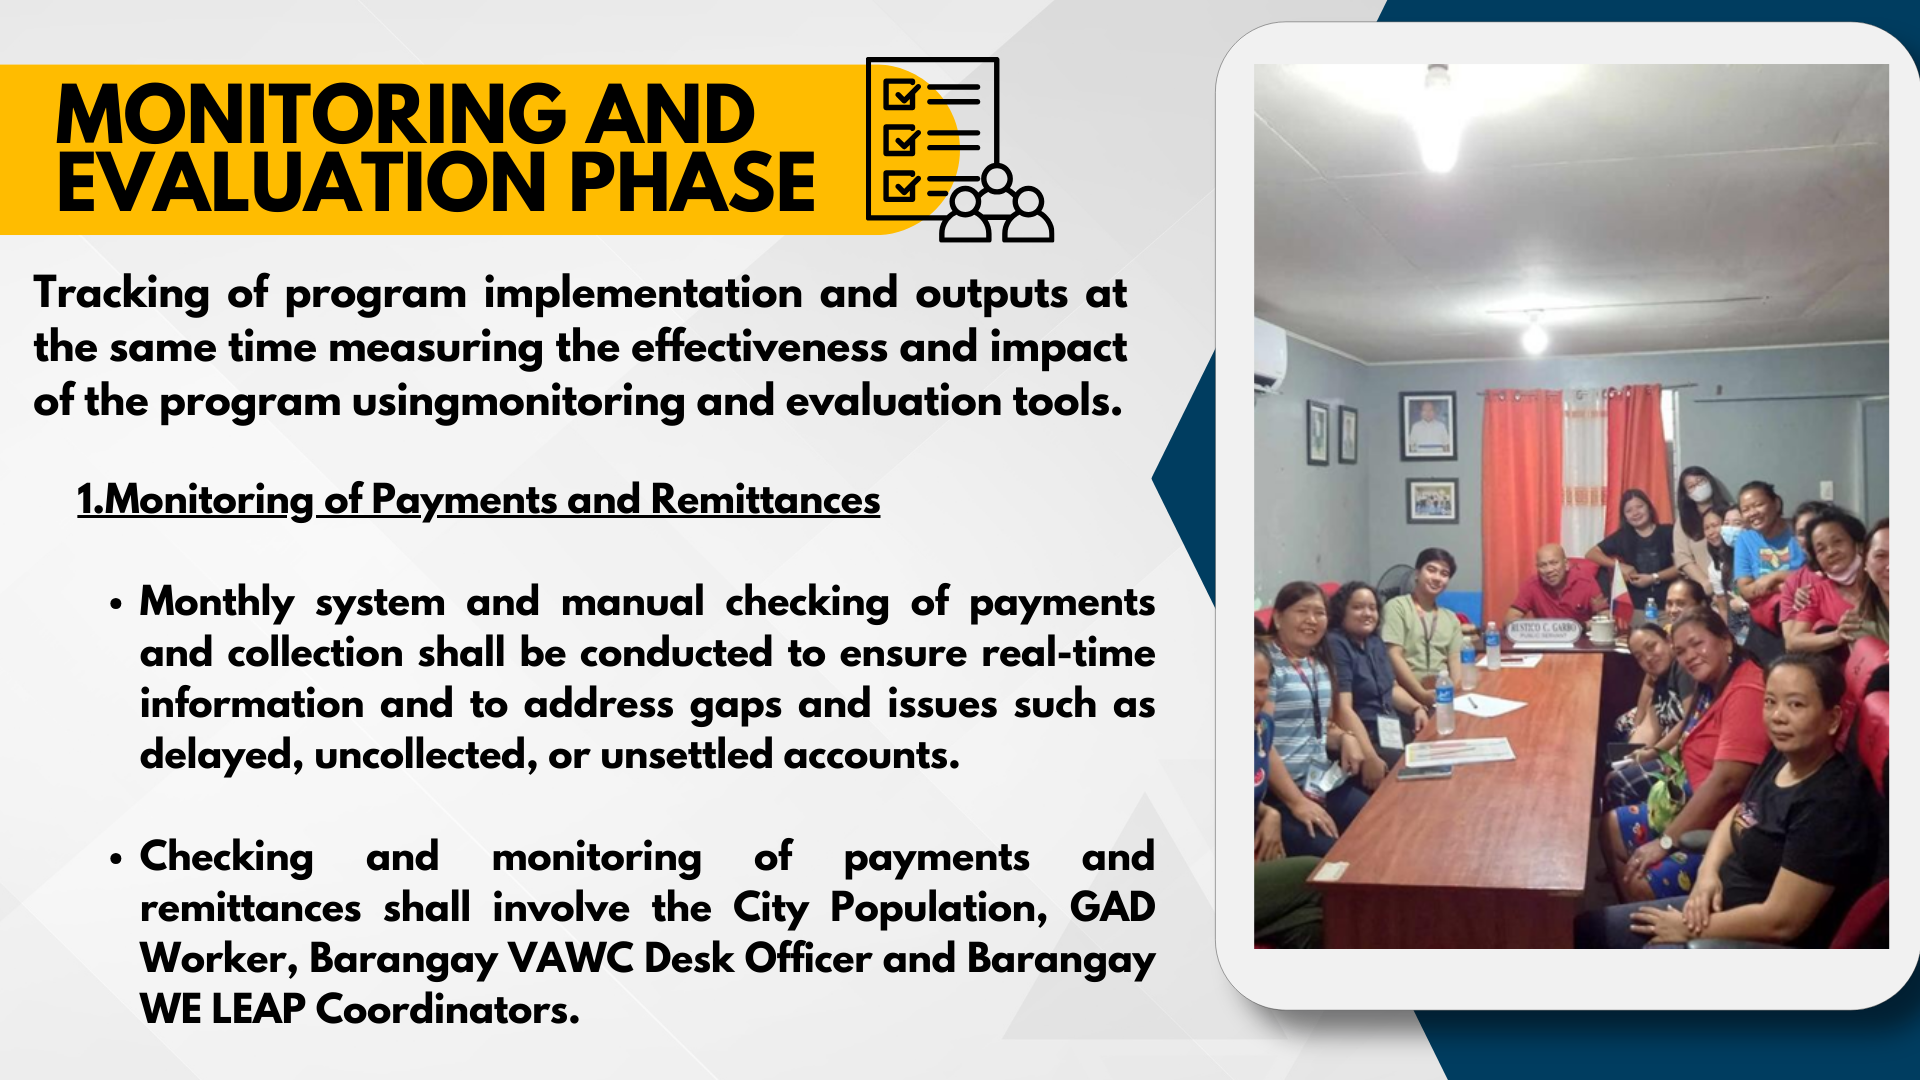 MONITORING AND
EVALUATION PHASE
Tracking of program implementation and outputs at
the same time measuring the effectiveness and impact
of the program usingmonitoring and evaluation tools.
1.Monitoring of Payments and Remittances
• Monthly system and manual checking of payments
and collection shall be conducted to ensure real-time
information and to address gaps and issues such as
delayed, uncollected, or unsettled accounts.
• Checking and monitoring of payments and
remittances shall involve the City Population, GAD
Worker, Barangay VAWC Desk Officer and Barangay
WE LEAP Coordinators.
RUSTICO C. GARBO
PUBLIC SERVANT